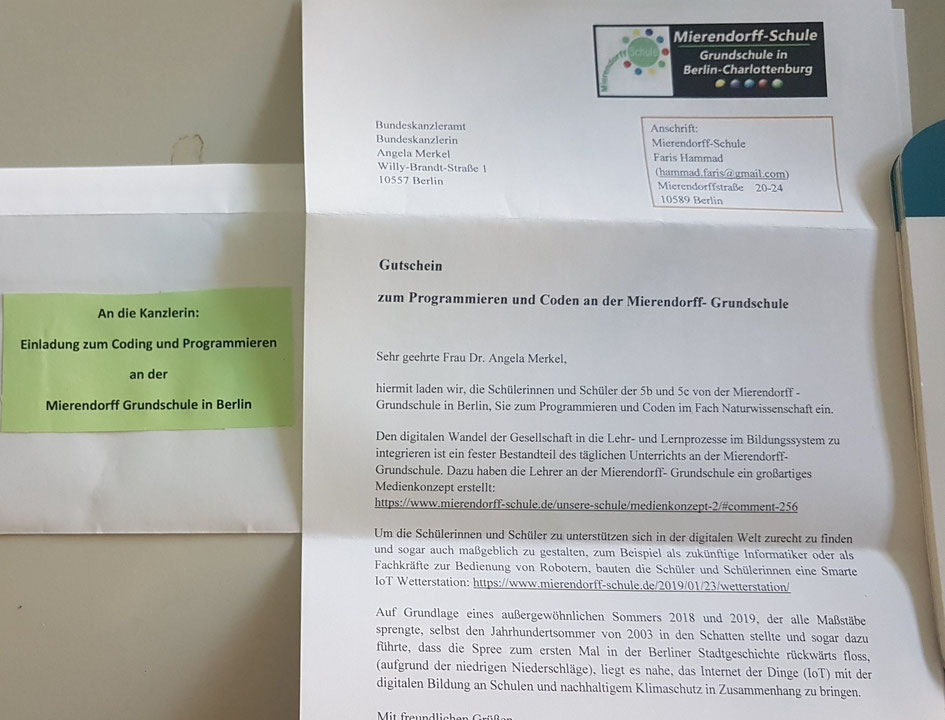 An die Kanzlerin:
Einladung zum Coding und Programmieren
an der
Mierendorff Grundschule in Berlin
Mierendorff
Schule
Mierendorff-Schule
Grundschule in
Berlin-Charlottenburg
Bundeskanzleramt
Bundeskanzlerin
Angela Merkel
Willy-Brandt-Straße 1
10557 Berlin
Anschrift:
Mierendorff-Schule
Faris Hammad
(hammad.faris@gmail.com)
Mierendorffstraße 20-24
10589 Berlin
Gutschein
zum Programmieren und Coden an der Mierendorff- Grundschule
Sehr geehrte Frau Dr. Angela Merkel,
hiermit laden wir, die Schülerinnen und Schüler der 5b und 5c von der Mierendorff -
Grundschule in Berlin, Sie zum Programmieren und Coden im Fach Naturwissenschaft ein.
Den digitalen Wandel der Gesellschaft in die Lehr- und Lernprozesse im Bildungssystem zu
integrieren ist ein fester Bestandteil des täglichen Unterrichts an der Mierendorff-
Grundschule. Dazu haben die Lehrer an der Mierendorff- Grundschule ein großartiges
Medienkonzept erstellt:
https://www.mierendorff-schule.de/unsere-schule/medienkonzept-2/#comment-256
Um die Schülerinnen und Schüler zu unterstützen sich in der digitalen Welt zurecht zu finden
und sogar auch maßgeblich zu gestalten, zum Beispiel als zukünftige Informatiker oder als
Fachkräfte zur Bedienung von Robotern, bauten die Schüler und Schülerinnen eine Smarte
IoT Wetterstation: https://www.mierendorff-schule.de/2019/01/23/wetterstation/
Auf Grundlage eines außergewöhnlichen Sommers 2018 und 2019, der alle Maßstäbe
sprengte, selbst den Jahrhundertsommer von 2003 in den Schatten stellte und sogar dazu
führte, dass die Spree zum ersten Mal in der Berliner Stadtgeschichte rückwärts floss,
(aufgrund der niedrigen Niederschläge), liegt es nahe, das Internet der Dinge (IoT) mit der
digitalen Bildung an Schulen und nachhaltigem Klimaschutz in Zusammenhang zu bringen.
Mit freundlichen Grüßen